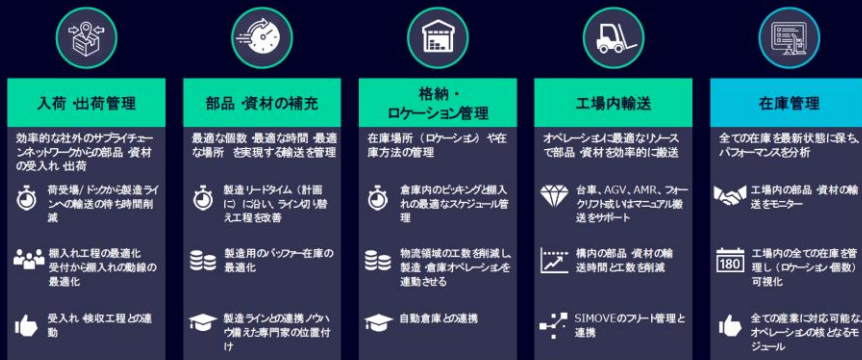 入荷・出荷管理
効率的な社外のサプライチェー
ンネットワークからの部品・資材
の受入れ・出荷
荷受場/ドックから製造ライ
ンへの輸送の待ち時間削
減
棚入れ工程の最適化
受付から棚入れの動線の
最適化
受入れ・検収工程との連
動
部品・資材の補充
最適な個数・最適な時間・最適
な場所 を実現する輸送を管理
製造リードタイム（計画
に）に沿い、ライン切り替
え工程を改善
製造用のバッファー在庫の
最適化
製造ラインとの連携ノウハ
ウ備えた専門家の位置付
け
格納・
ロケーション管理
在庫場所（ロケーション）や在
庫方法の管理
倉庫内のピッキングと棚入
れの最適なスケジュール管
理
物流領域の工数を削減し
製造・倉庫オペレーションを
連動させる
自動倉庫との連携
工場内輸送
オペレーションに最適なリソース
で部品・資材を効率的に搬送
台車、AGV、AMR、フォー
クリフト或いはマニュアル搬
送をサポート
構内の部品・資材の輸
送時間と工数を削減
SIMOVEのフリート管理と
連携
在庫管理
全ての在庫を最新状態に保ち、
パフォーマンスを分析
工場内の部品・資材の輸
送をモニター
180
工場内の全ての在庫を管
理し（ロケーション・個数）
可視化
全ての産業に対応可能な、
オペレーションの核となるモ
ジュール